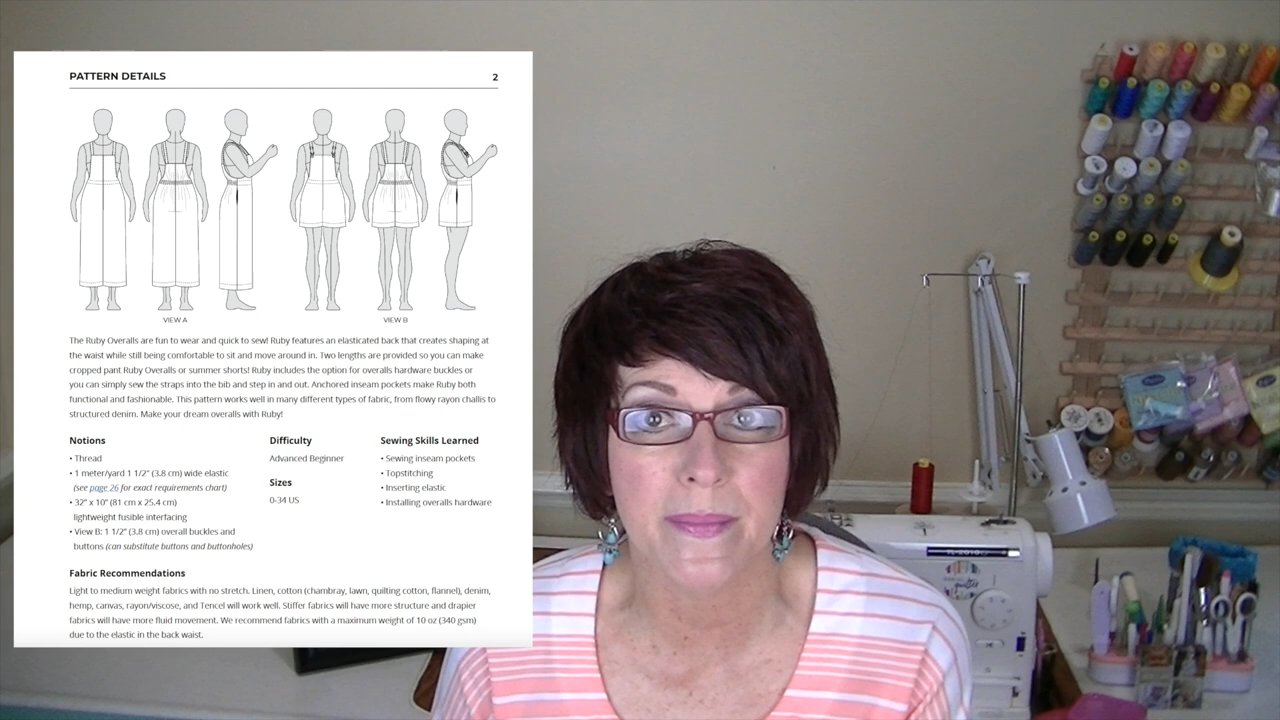 PATTERN DETAILS 2
VIEW A VIEW B
The Ruby Overalls are fun to wear and quick to sew! Ruby features an elasticated back that creates shaping at
the waist while still being comfortable to sit and move around in. Two lengths are provided so you can make
cropped pant Ruby Overalls or summer shorts! Ruby includes the option for overalls hardware buckles or
you can simply sew the straps into the bib and step in and out. Anchored inseam pockets make Ruby both
functional and fashionable. This pattern works well in many different types of fabric, from flowy rayon challis to
structured denim. Make your dream overalls with Ruby!
Notions
• Thread
• 1 meter/yard 1 1/2" (3.8 cm) wide elastic
(see page 26 for exact requirements chart)
• 32" x 10" (81 cm x 25.4 cm)
lightweight fusible interfacing
• View B: 1 1/2" (3.8 cm) overall buckles and
buttons (can substitute buttons and buttonholes)
Difficulty
Advanced Beginner
Sizes
0-34 US
Sewing Skills Learned
• Sewing inseam pockets
• Topstitching
• Inserting elastic
• Installing overalls hardware
Fabric Recommendations
Light to medium weight fabrics with no stretch. Linen, cotton (chambray, lawn, quilting cotton, flannel), denim,
hemp, canvas, rayon/viscose, and Tencel will work well. Stiffer fabrics will have more structure and drapier
fabrics will have more fluid movement. We recommend fabrics with a maximum weight of 10 oz (340 gsm)
due to the elastic in the back waist.